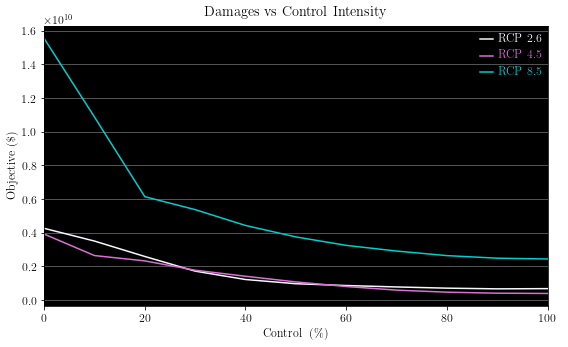 Damages vs Control Intensity
×10¹⁰
1.6
1.4
1.2
1.0
0.8
0.6
0.4
0.2
0.0
Objective ($)
RCP 2.6
RCP 4.5
RCP 8.5
0 20 40 60 80 100
Control (%)